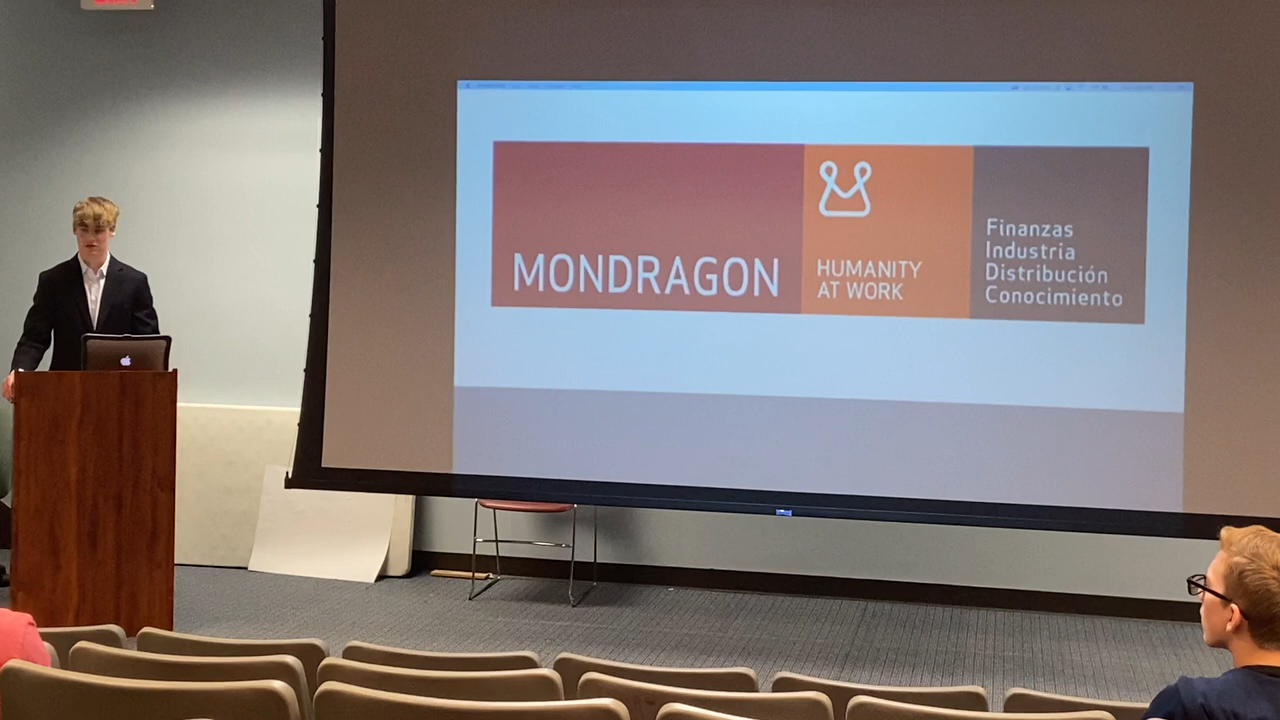 MONDRAGON
HUMANITY
AT WORK
Finanzas
Industria
Distribución
Conocimiento